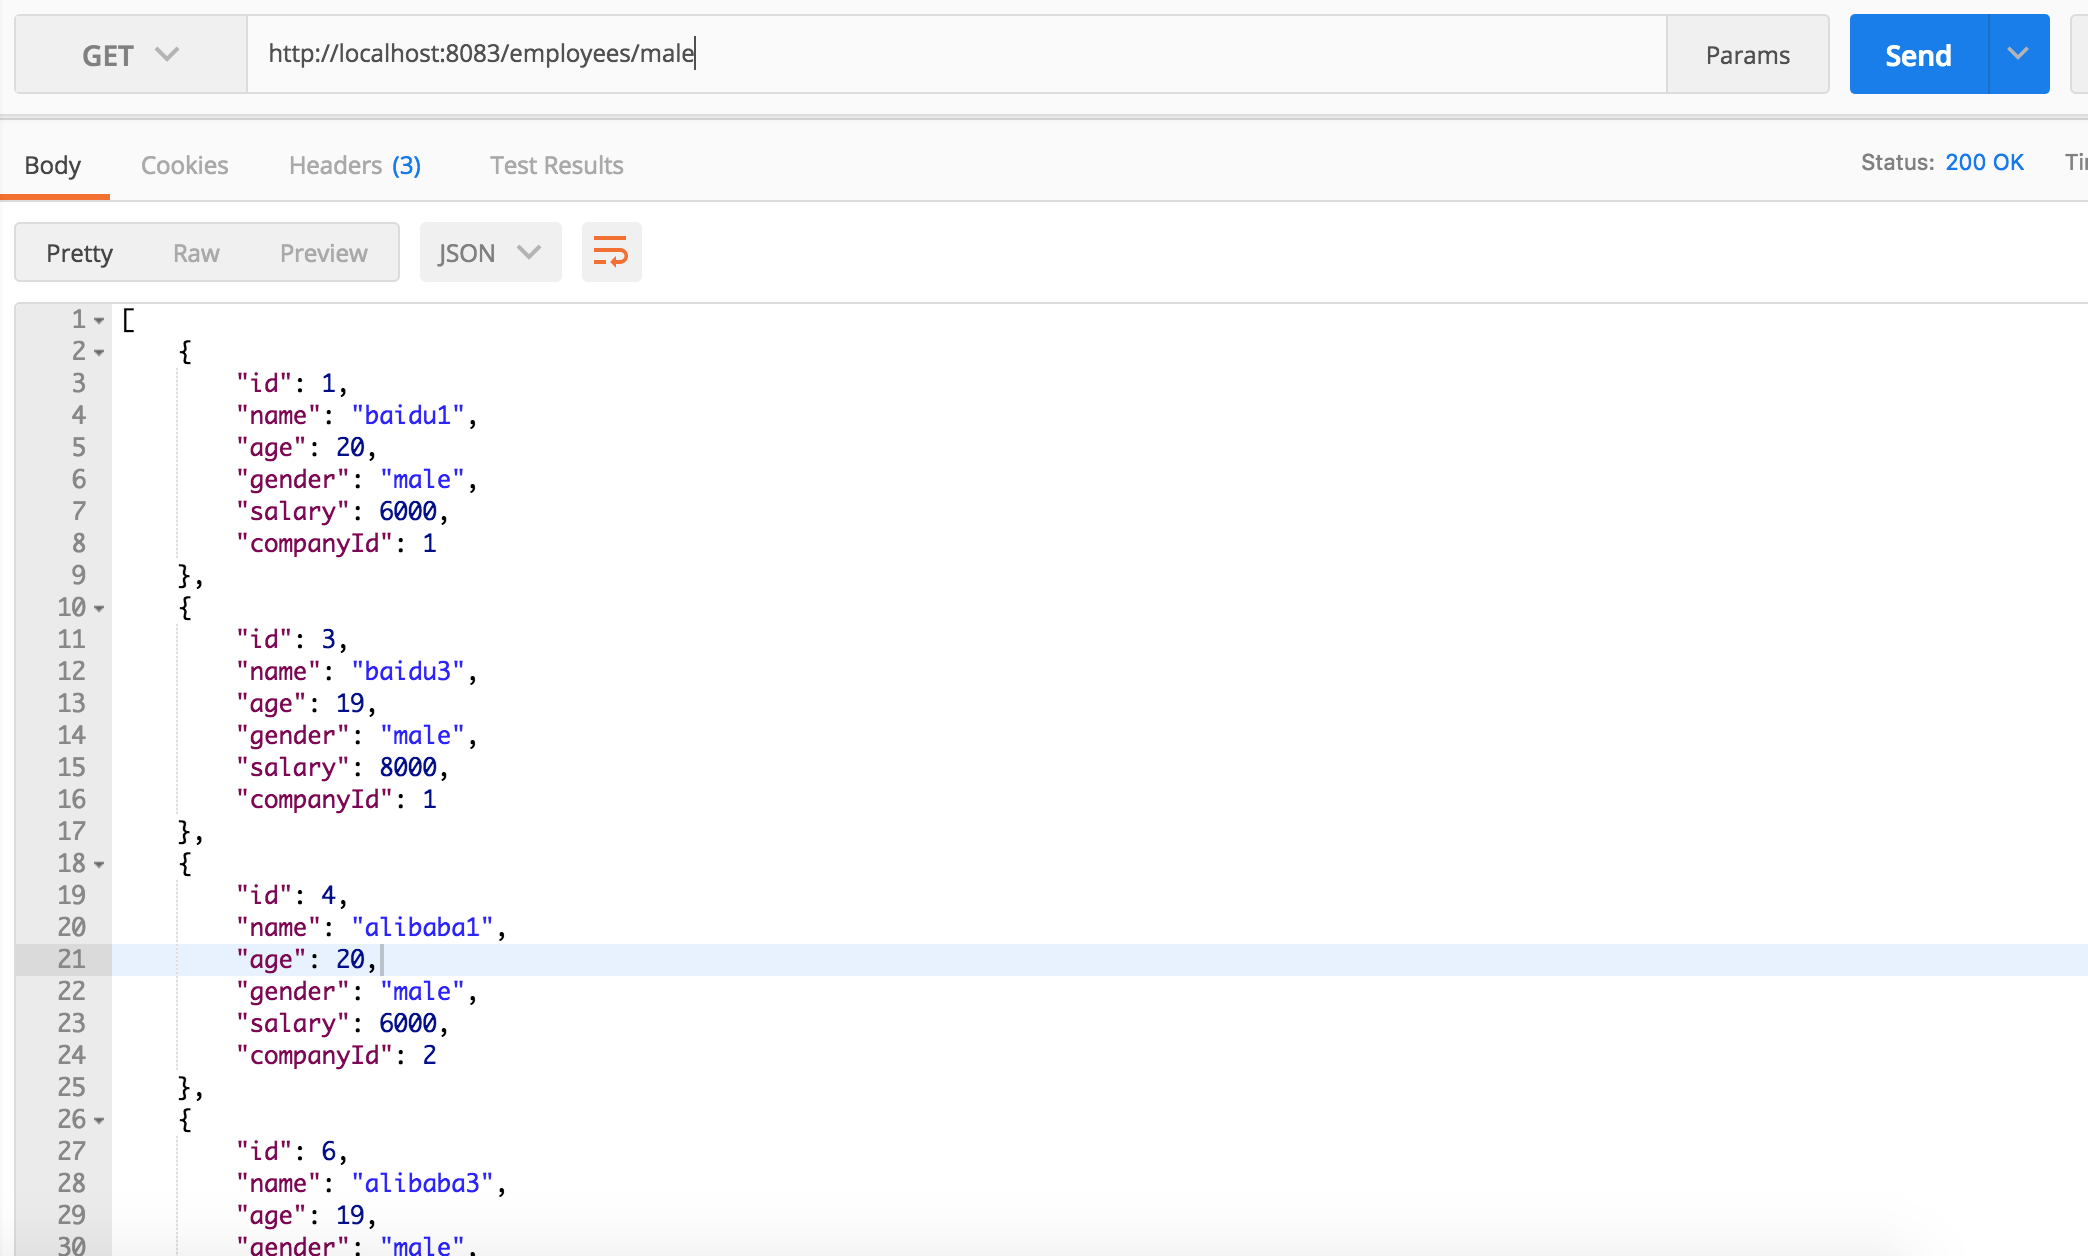 GET http://localhost:8083/employees/male Params Send
Body Cookies Headers (3) Test Results Status: 200 OK
Pretty Raw Preview JSON
1 [
2 {
3 "id": 1,
4 "name": "baidu1",
5 "age": 20,
6 "gender": "male",
7 "salary": 6000,
8 "companyId": 1
9 },
10 {
11 "id": 3,
12 "name": "baidu3",
13 "age": 19,
14 "gender": "male",
15 "salary": 8000,
16 "companyId": 1
17 },
18 {
19 "id": 4,
20 "name": "alibaba1",
21 "age": 20,
22 "gender": "male",
23 "salary": 6000,
24 "companyId": 2
25 },
26 {
27 "id": 6,
28 "name": "alibaba3",
29 "age": 19,
30 "gender": "male",